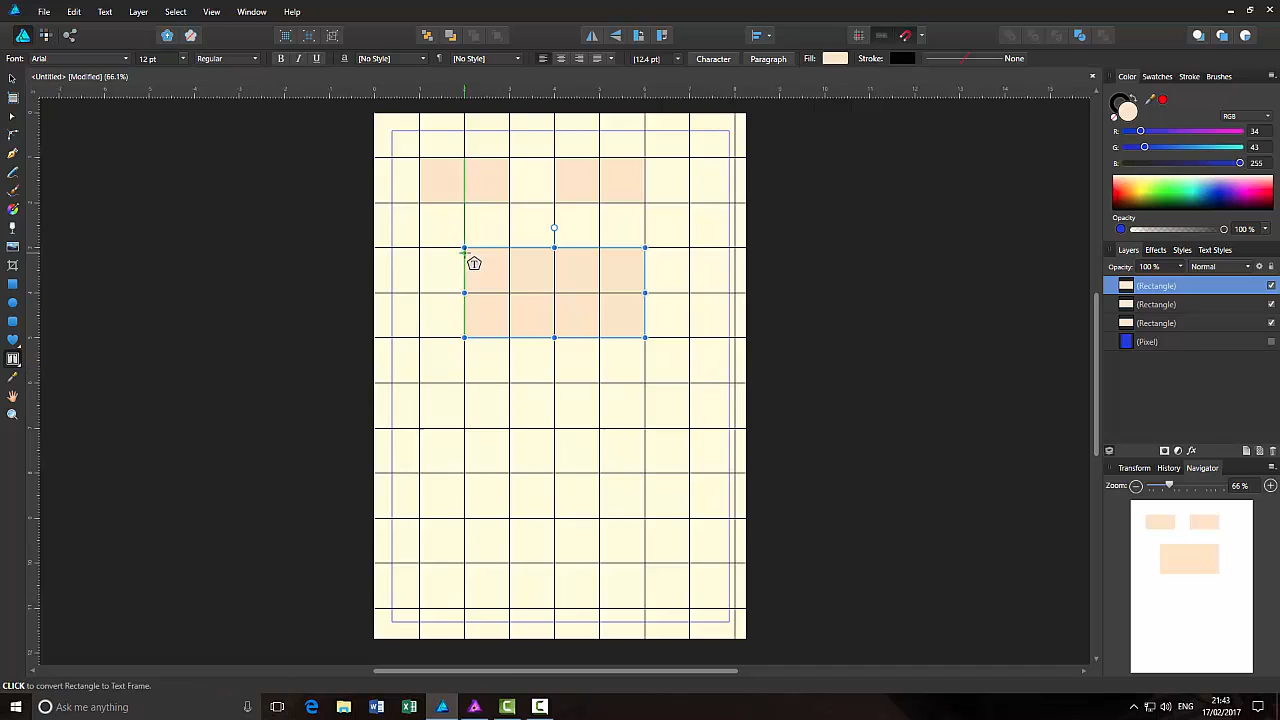 File Edit Text Layer Select View Window Help
Font: Arial 12 pt Regular B I U a [No Style] [No Style] [12.4 pt] Character Paragraph Fill: Stroke: None
<Untitled> [Modified] (66.1%)
Color Swatches Stroke Brushes
RGB
R: 34
G: 43
B: 255
Opacity
100 %
Layers Effects Styles Text Styles
Opacity: 100 % Normal
(Rectangle)
(Rectangle)
(Rectangle)
(Pixel)
Transform History Navigator
Zoom: 66 %
CLICK to convert Rectangle to Text Frame.
Ask me anything
21:43
17/02/2017